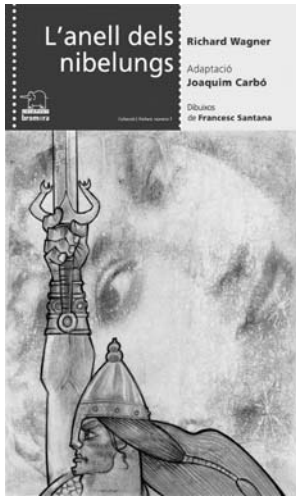 L'anell dels
nibelungs
Richard Wagner
Adaptació
Joaquim Carbó
Dibuixos
de Francesc Santana
bromera